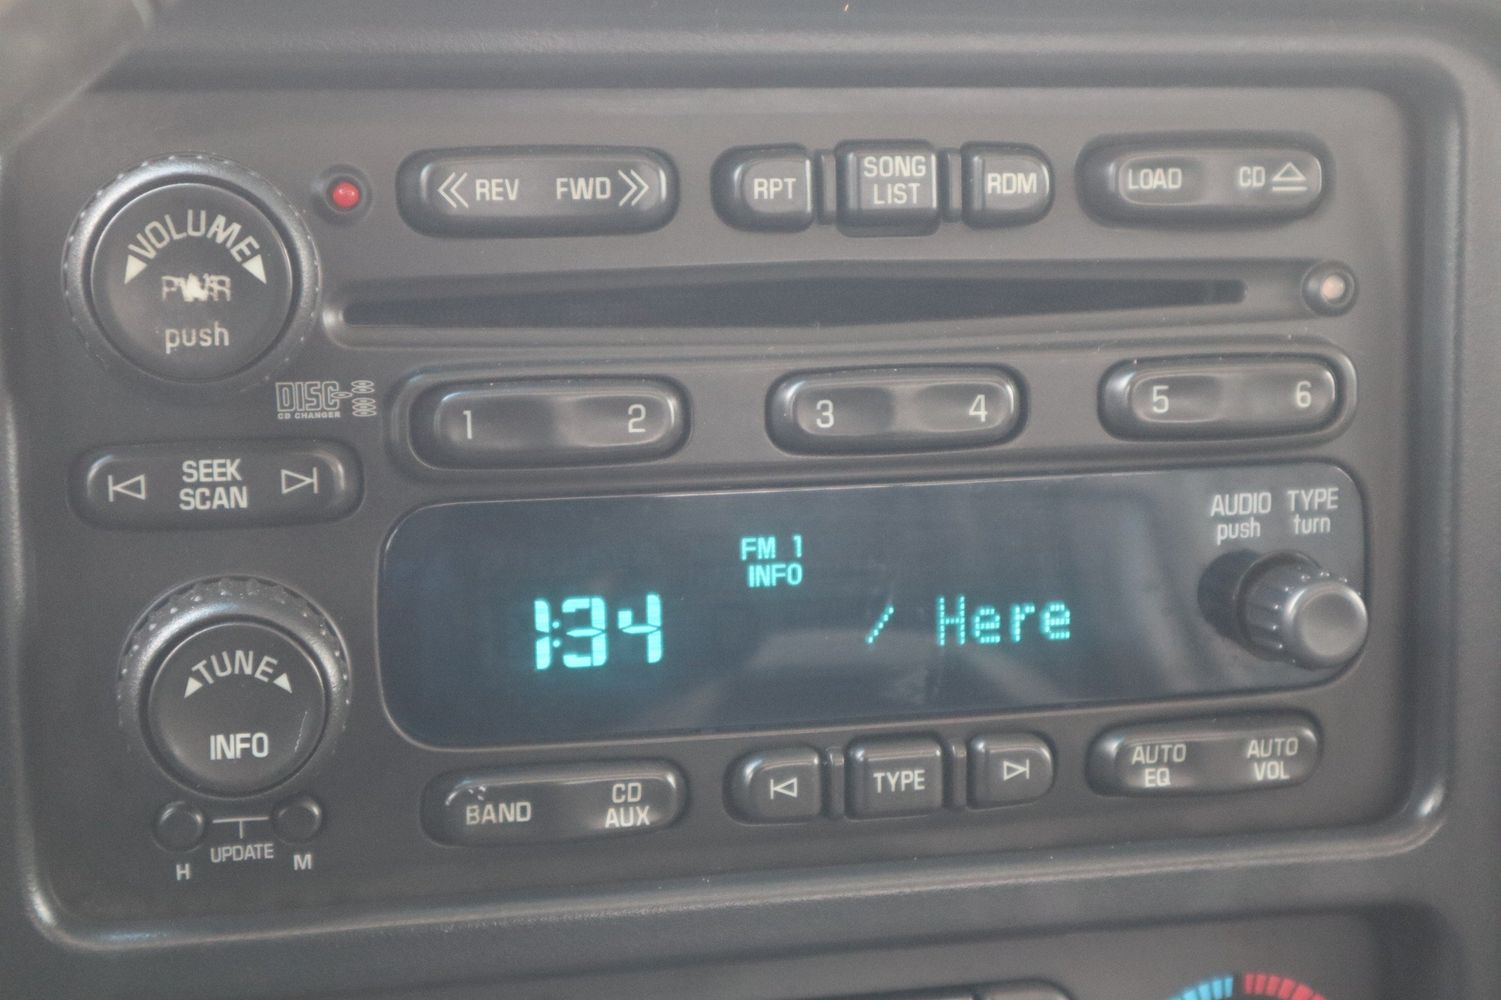 REV FWD
RPT
SONG
LIST
RDM
LOAD CD
VOLUME
PWR
push
DISC
CD CHANGER
1 2
3 4
5 6
SEEK
SCAN
AUDIO TYPE
push turn
FM 1
INFO
1:34
/ Here
TUNE
INFO
BAND
CD
AUX
TYPE
AUTO
EQ
AUTO
VOL
H UPDATE M